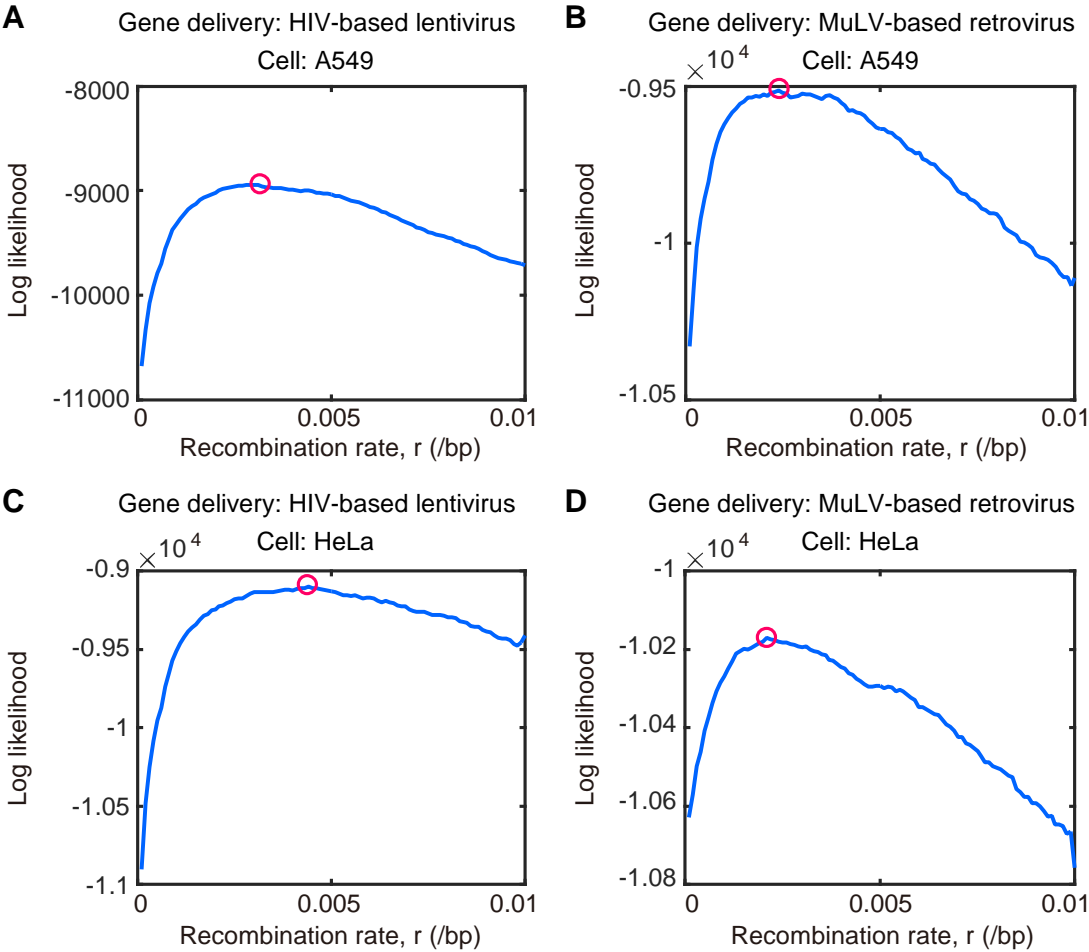 A
Gene delivery: HIV-based lentivirus
Cell: A549
-8000
-9000
-10000
-11000
Log likelihood
0
0.005
0.01
Recombination rate, r (/bp)
B
Gene delivery: MuLV-based retrovirus
× 10^4
Cell: A549
-0.95
-1
-1.05
Log likelihood
0
0.005
0.01
Recombination rate, r (/bp)
C
Gene delivery: HIV-based lentivirus
× 10^4
Cell: HeLa
-0.9
-0.95
-1
-1.05
-1.1
Log likelihood
0
0.005
0.01
Recombination rate, r (/bp)
D
Gene delivery: MuLV-based retrovirus
× 10^4
Cell: HeLa
-1
-1.02
-1.04
-1.06
-1.08
Log likelihood
0
0.005
0.01
Recombination rate, r (/bp)